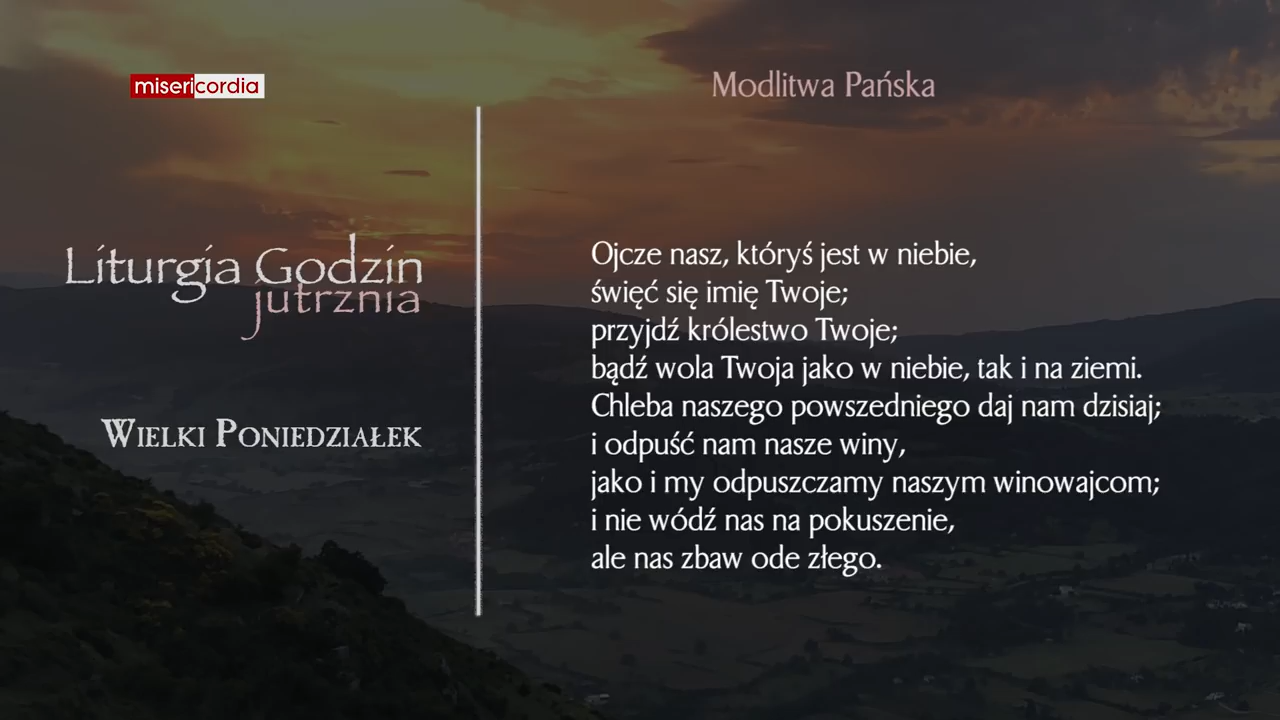 misericordia
Liturgia Godzin
jutrznia
Wielki Poniedziałek
Modlitwa Pańska
Ojcze nasz, któryś jest w niebie,
święć się imię Twoje;
przyjdź królestwo Twoje;
bądź wola Twoja jako w niebie, tak i na ziemi.
Chleba naszego powszedniego daj nam dzisiaj;
i odpuść nam nasze winy,
jako i my odpuszczamy naszym winowajcom;
i nie wódź nas na pokuszenie,
ale nas zbaw ode złego.